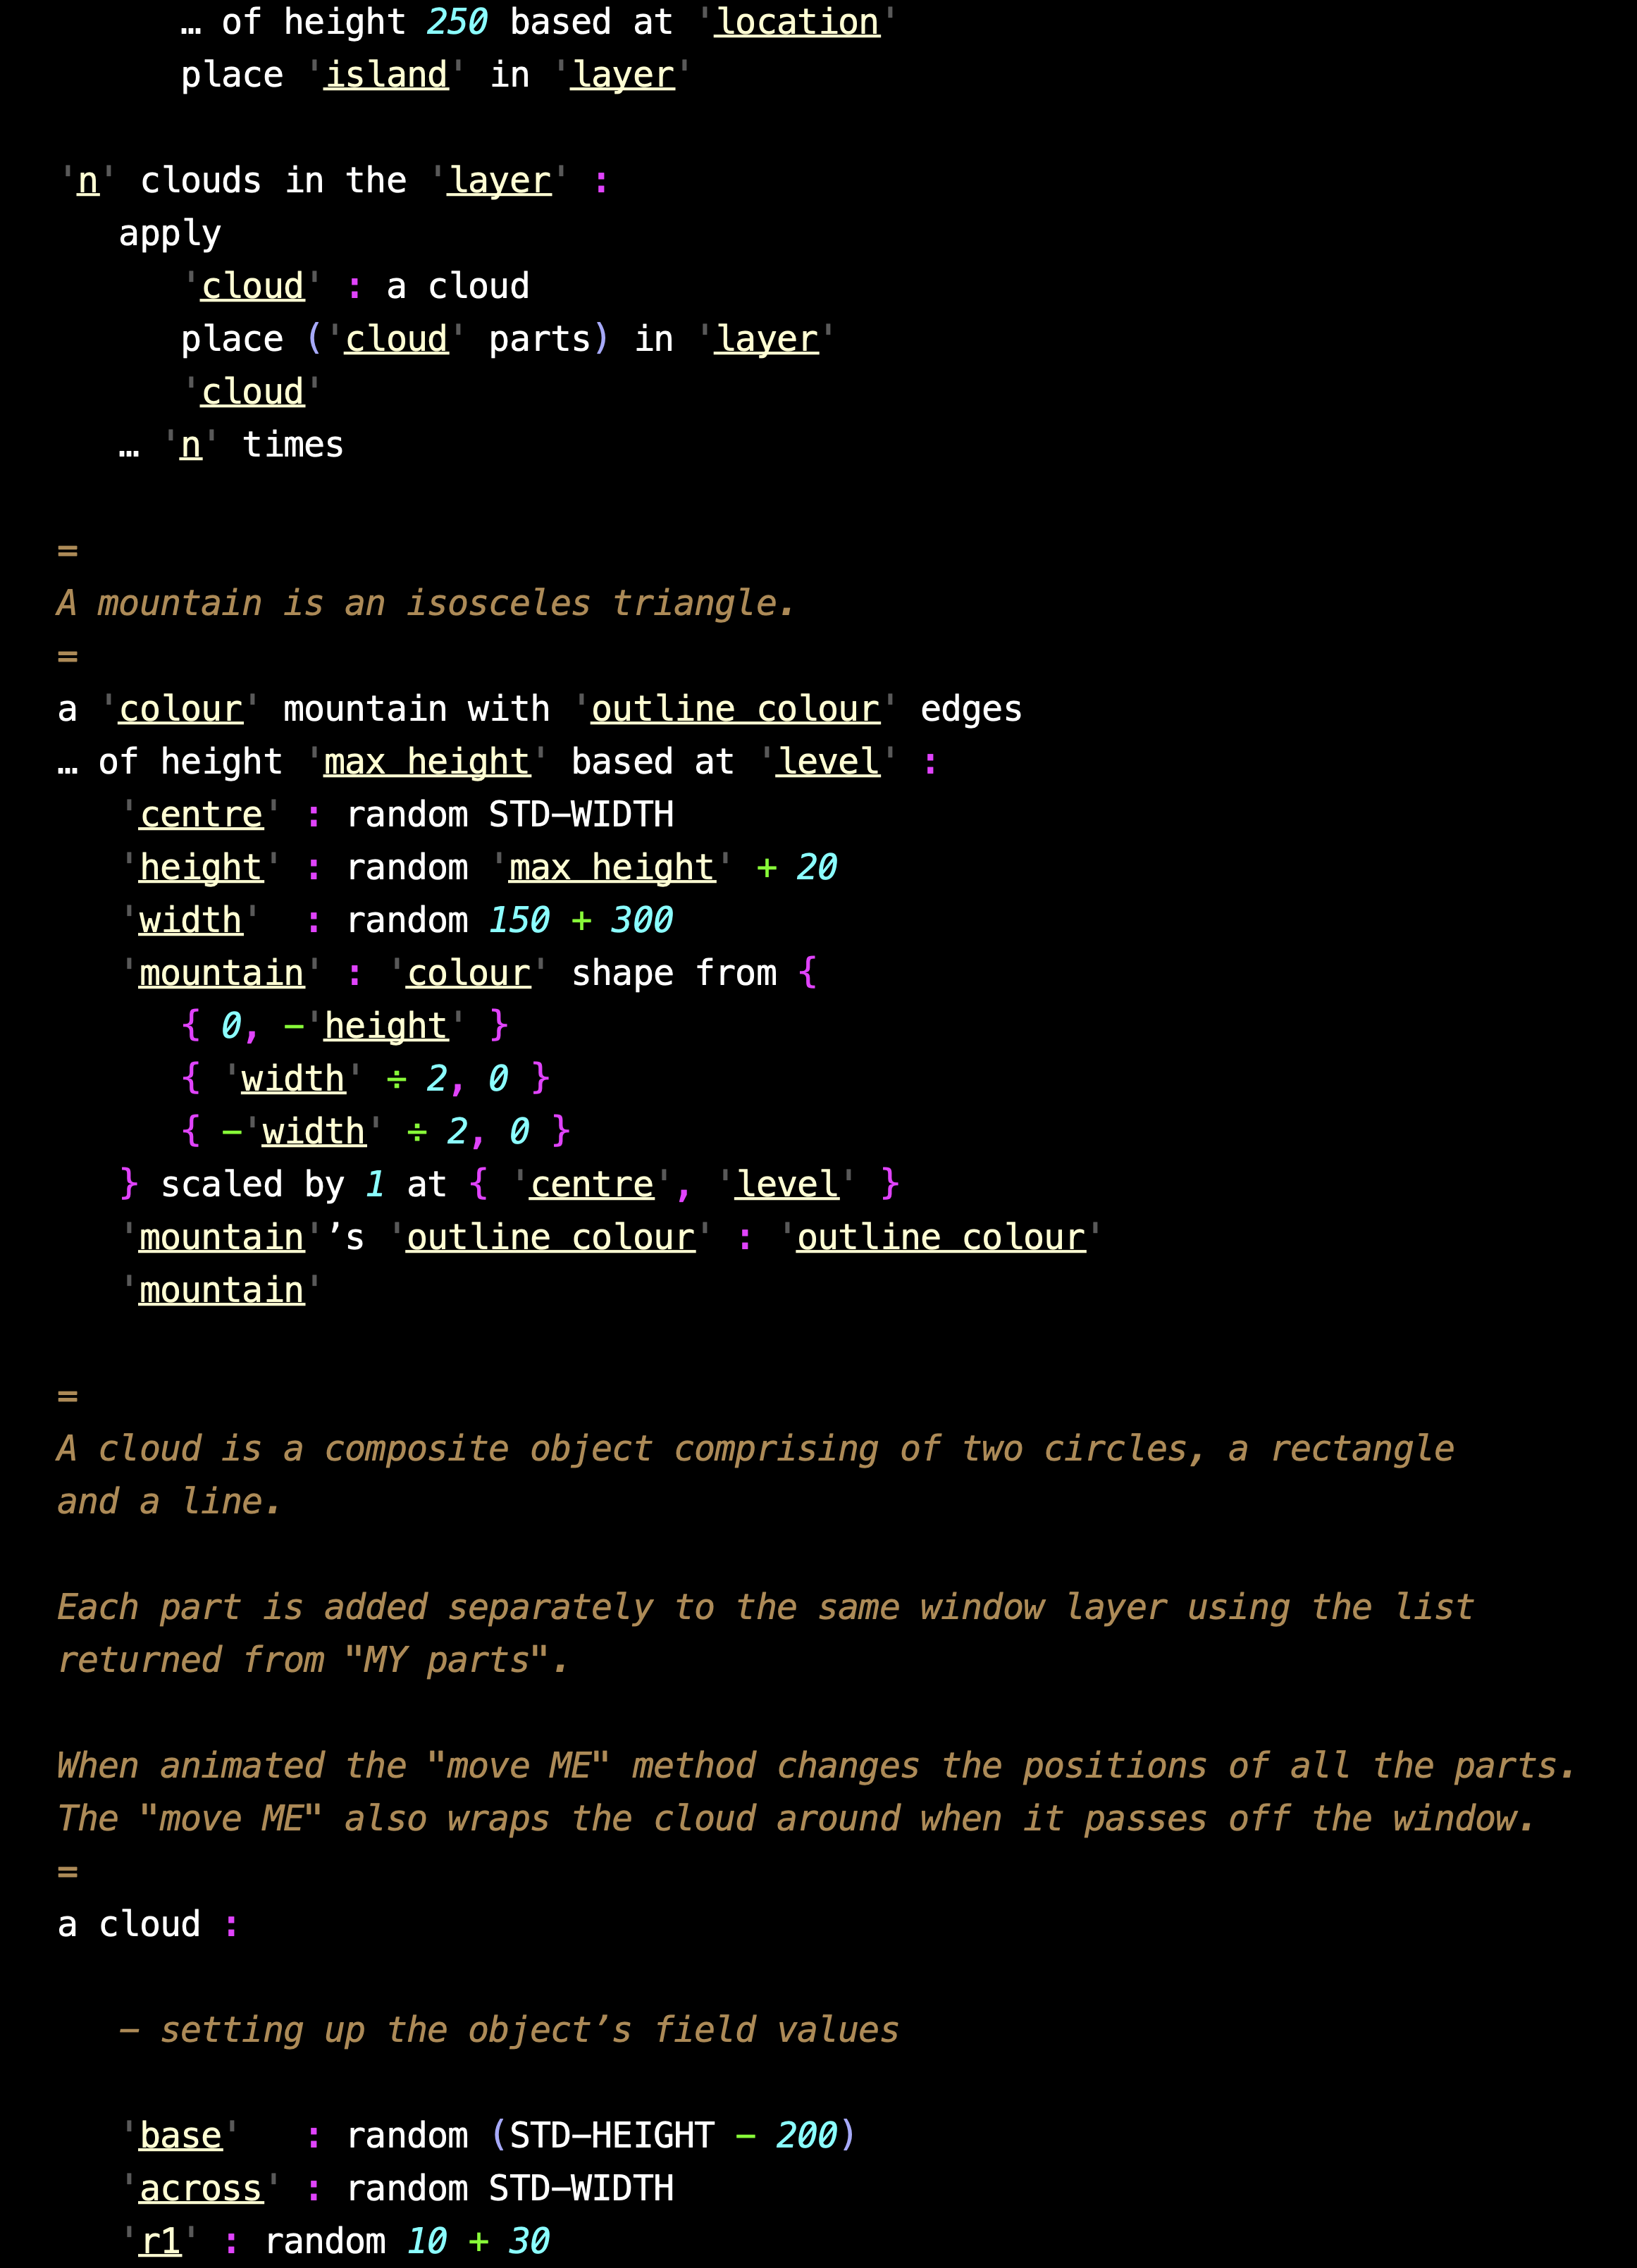 … of height 250 based at 'location'
place 'island' in 'layer'
'n' clouds in the 'layer' :
apply
'cloud' : a cloud
place ('cloud' parts) in 'layer'
'cloud'
… 'n' times
=
A mountain is an isosceles triangle.
=
a 'colour' mountain with 'outline colour' edges
… of height 'max height' based at 'level' :
'centre' : random STD–WIDTH
'height' : random 'max height' + 20
'width' : random 150 + 300
'mountain' : 'colour' shape from {
{ 0, –'height' }
{ 'width' ÷ 2, 0 }
{ –'width' ÷ 2, 0 }
} scaled by 1 at { 'centre', 'level' }
'mountain'’s 'outline colour' : 'outline colour'
'mountain'
=
A cloud is a composite object comprising of two circles, a rectangle
and a line.
Each part is added separately to the same window layer using the list
returned from "MY parts".
When animated the "move ME" method changes the positions of all the parts.
The "move ME" also wraps the cloud around when it passes off the window.
=
a cloud :
– setting up the object’s field values
'base' : random (STD–HEIGHT – 200)
'across' : random STD–WIDTH
'r1' : random 10 + 30